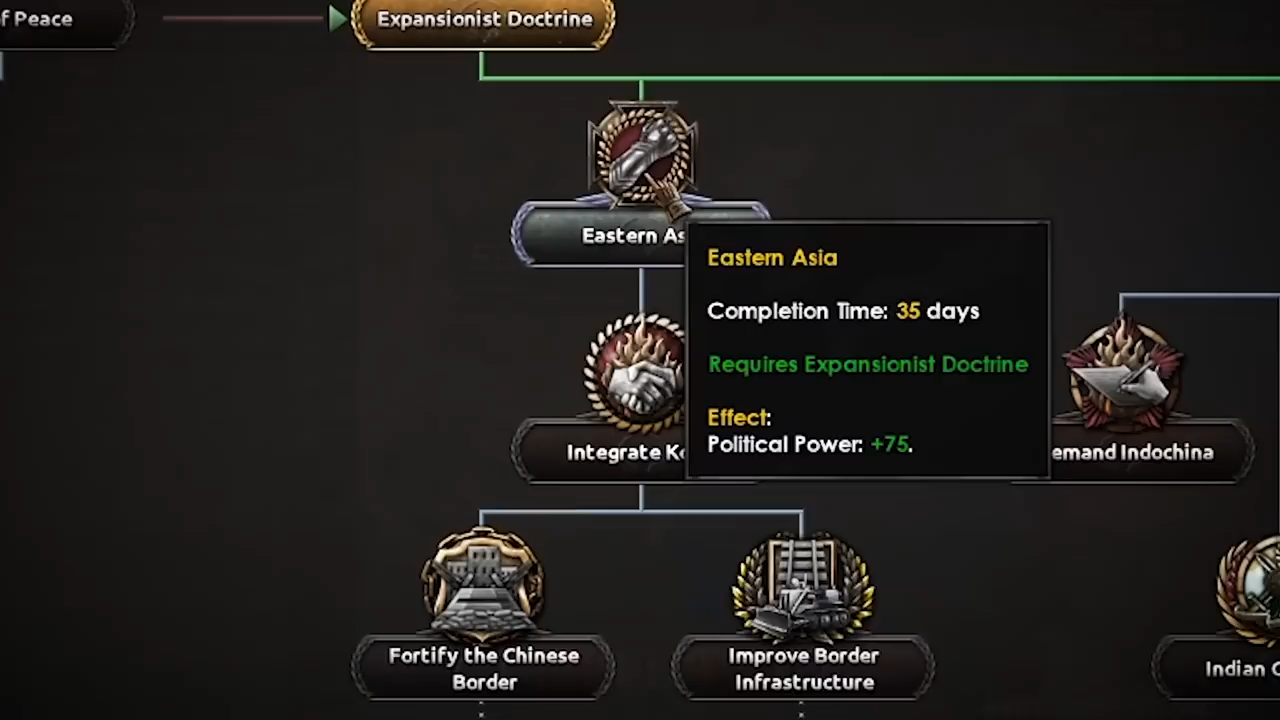 f Peace
Expansionist Doctrine
Eastern As
Eastern Asia
Completion Time: 35 days
Requires Expansionist Doctrine
Effect:
Political Power: +75.
Integrate Ko
emand Indochina
Fortify the Chinese
Border
Improve Border
Infrastructure
Indian